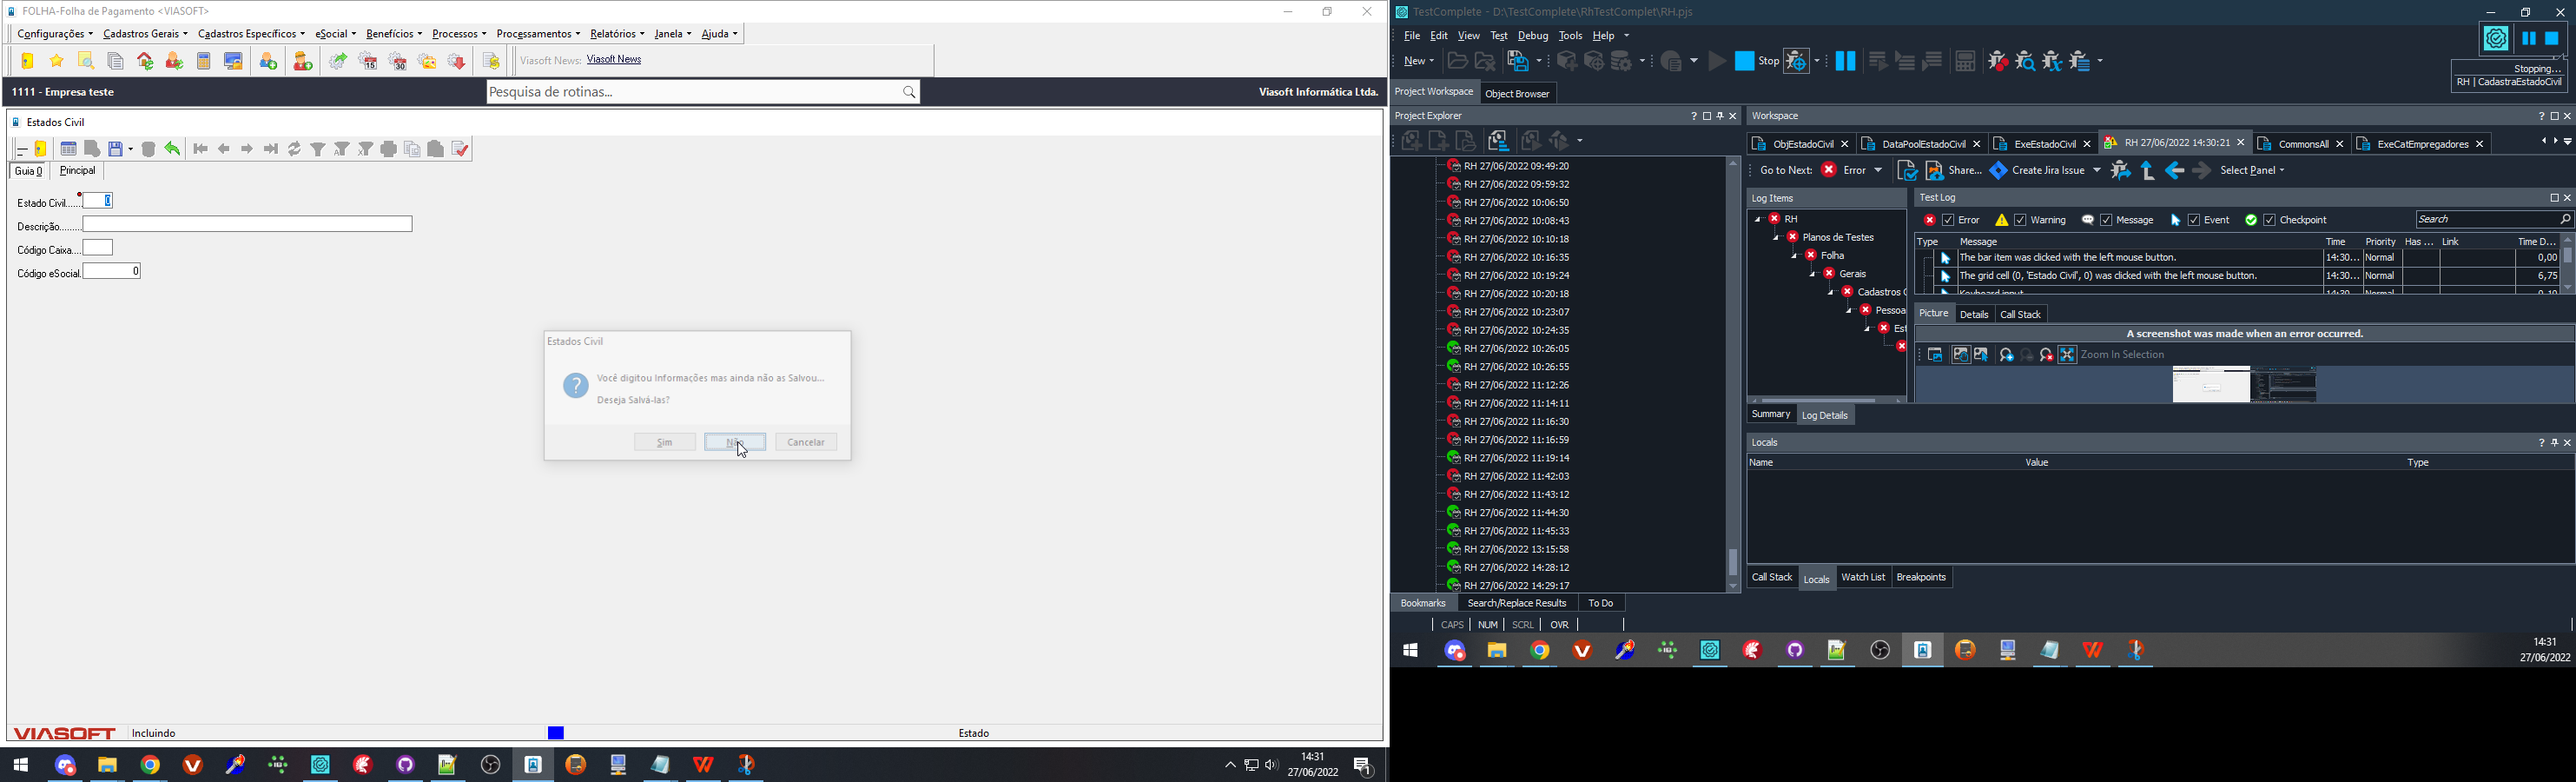 FOLHA-Folha de Pagamento <VIASOFT>
Configurações Cadastros Gerais Cadastros Específicos eSocial Benefícios Processos Processamentos Relatórios Janela Ajuda
Viasoft News: Viasoft News
1111 - Empresa teste
Pesquisa de rotinas...
Viasoft Informática Ltda.
Estados Civil
Guia 0 Principal
Estado Civil...... 0
Descrição.........
Código Caixa....
Código eSocial. 0
Estados Civil
Você digitou Informações mas ainda não as Salvou...
Deseja Salvá-las?
Sim Não Cancelar
VIASOFT Incluindo Estado
14:31
27/06/2022
TestComplete - D:\TestComplete\RhTestComplet\RH.pjs
File Edit View Test Debug Tools Help
New Stop
Stopping...
RH | CadastraEstadoCivil
Project Workspace Object Browser
Project Explorer
RH 27/06/2022 09:49:20
RH 27/06/2022 09:59:32
RH 27/06/2022 10:06:50
RH 27/06/2022 10:08:43
RH 27/06/2022 10:10:18
RH 27/06/2022 10:16:35
RH 27/06/2022 10:19:24
RH 27/06/2022 10:20:18
RH 27/06/2022 10:23:07
RH 27/06/2022 10:24:35
RH 27/06/2022 10:26:05
RH 27/06/2022 10:26:55
RH 27/06/2022 11:12:26
RH 27/06/2022 11:14:11
RH 27/06/2022 11:16:30
RH 27/06/2022 11:16:59
RH 27/06/2022 11:19:14
RH 27/06/2022 11:42:03
RH 27/06/2022 11:43:12
RH 27/06/2022 11:44:30
RH 27/06/2022 11:45:33
RH 27/06/2022 13:15:58
RH 27/06/2022 14:28:12
RH 27/06/2022 14:29:17
Bookmarks Search/Replace Results To Do
CAPS NUM SCRL OVR
Workspace
ObjEstadoCivil DataPoolEstadoCivil ExeEstadoCivil RH 27/06/2022 14:30:21 CommonsAll ExeCatEmpregadores
Go to Next: Error Share... Create Jira Issue Select Panel
Log Items
RH
Planos de Testes
Folha
Gerais
Cadastros
Pessoa
Est
Summary Log Details
Test Log
Error Warning Message Event Checkpoint Search
Type Message Time Priority Has ... Link Time D...
The bar item was clicked with the left mouse button. 14:30... Normal 0,00
The grid cell (0, 'Estado Civil', 0) was clicked with the left mouse button. 14:30... Normal 6,75
Keyboard input 14:30 Normal 0,10
Picture Details Call Stack
A screenshot was made when an error occurred.
Zoom In Selection
Locals
Name Value Type
Call Stack Locals Watch List Breakpoints
14:31
27/06/2022